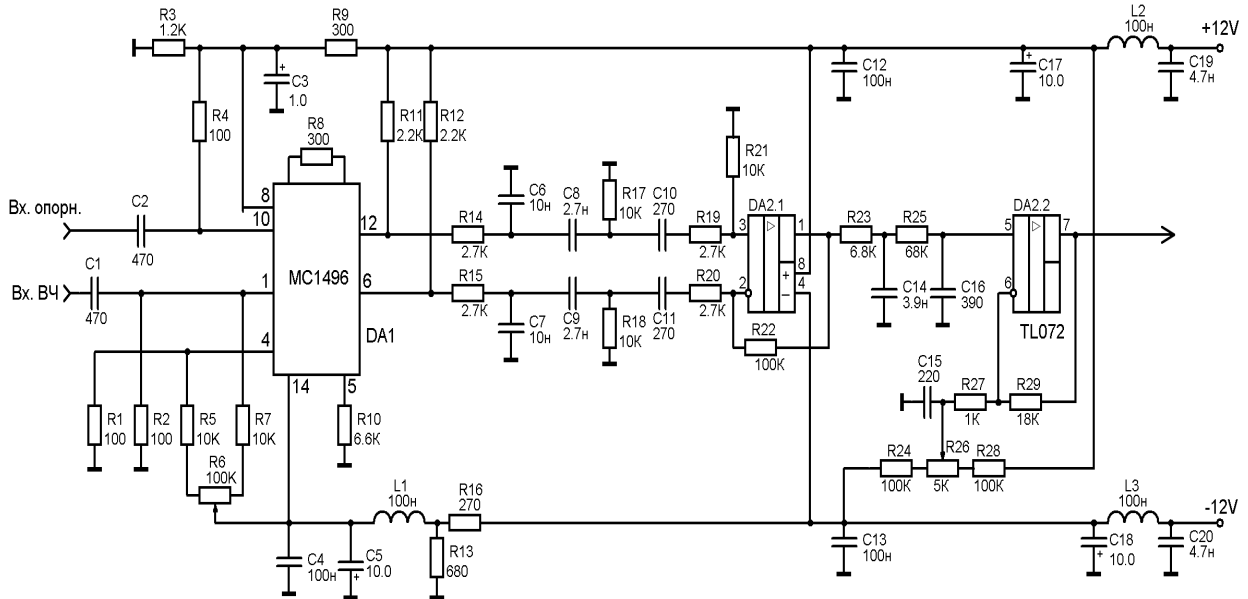 R3
1.2K
R9
300
L2
100н
+12V
C3
1.0
C12
100н
C17
10.0
C19
4.7н
R4
100
R8
300
R11
2.2K
R12
2.2K
R21
10K
Вх. опорн.
C2
470
8
10
12
R14
2.7K
C6
10н
C8
2.7н
R17
10K
C10
270
R19
2.7K
DA2.1
3
1
R23
6.8K
R25
68K
DA2.2
5
7
Вх. ВЧ
C1
470
1
MC1496
6
R15
2.7K
C7
10н
C9
2.7н
R18
10K
C11
270
R20
2.7K
2
8
+
4
−
C14
3.9н
C16
390
6
TL072
4
DA1
R22
100K
14
5
C15
220
R27
1K
R29
18K
R1
100
R2
100
R5
10K
R7
10K
R10
6.6K
R6
100K
R24
100K
R26
5K
R28
100K
L1
100н
R16
270
L3
100н
-12V
C4
100н
C5
10.0
R13
680
C13
100н
C18
10.0
C20
4.7н